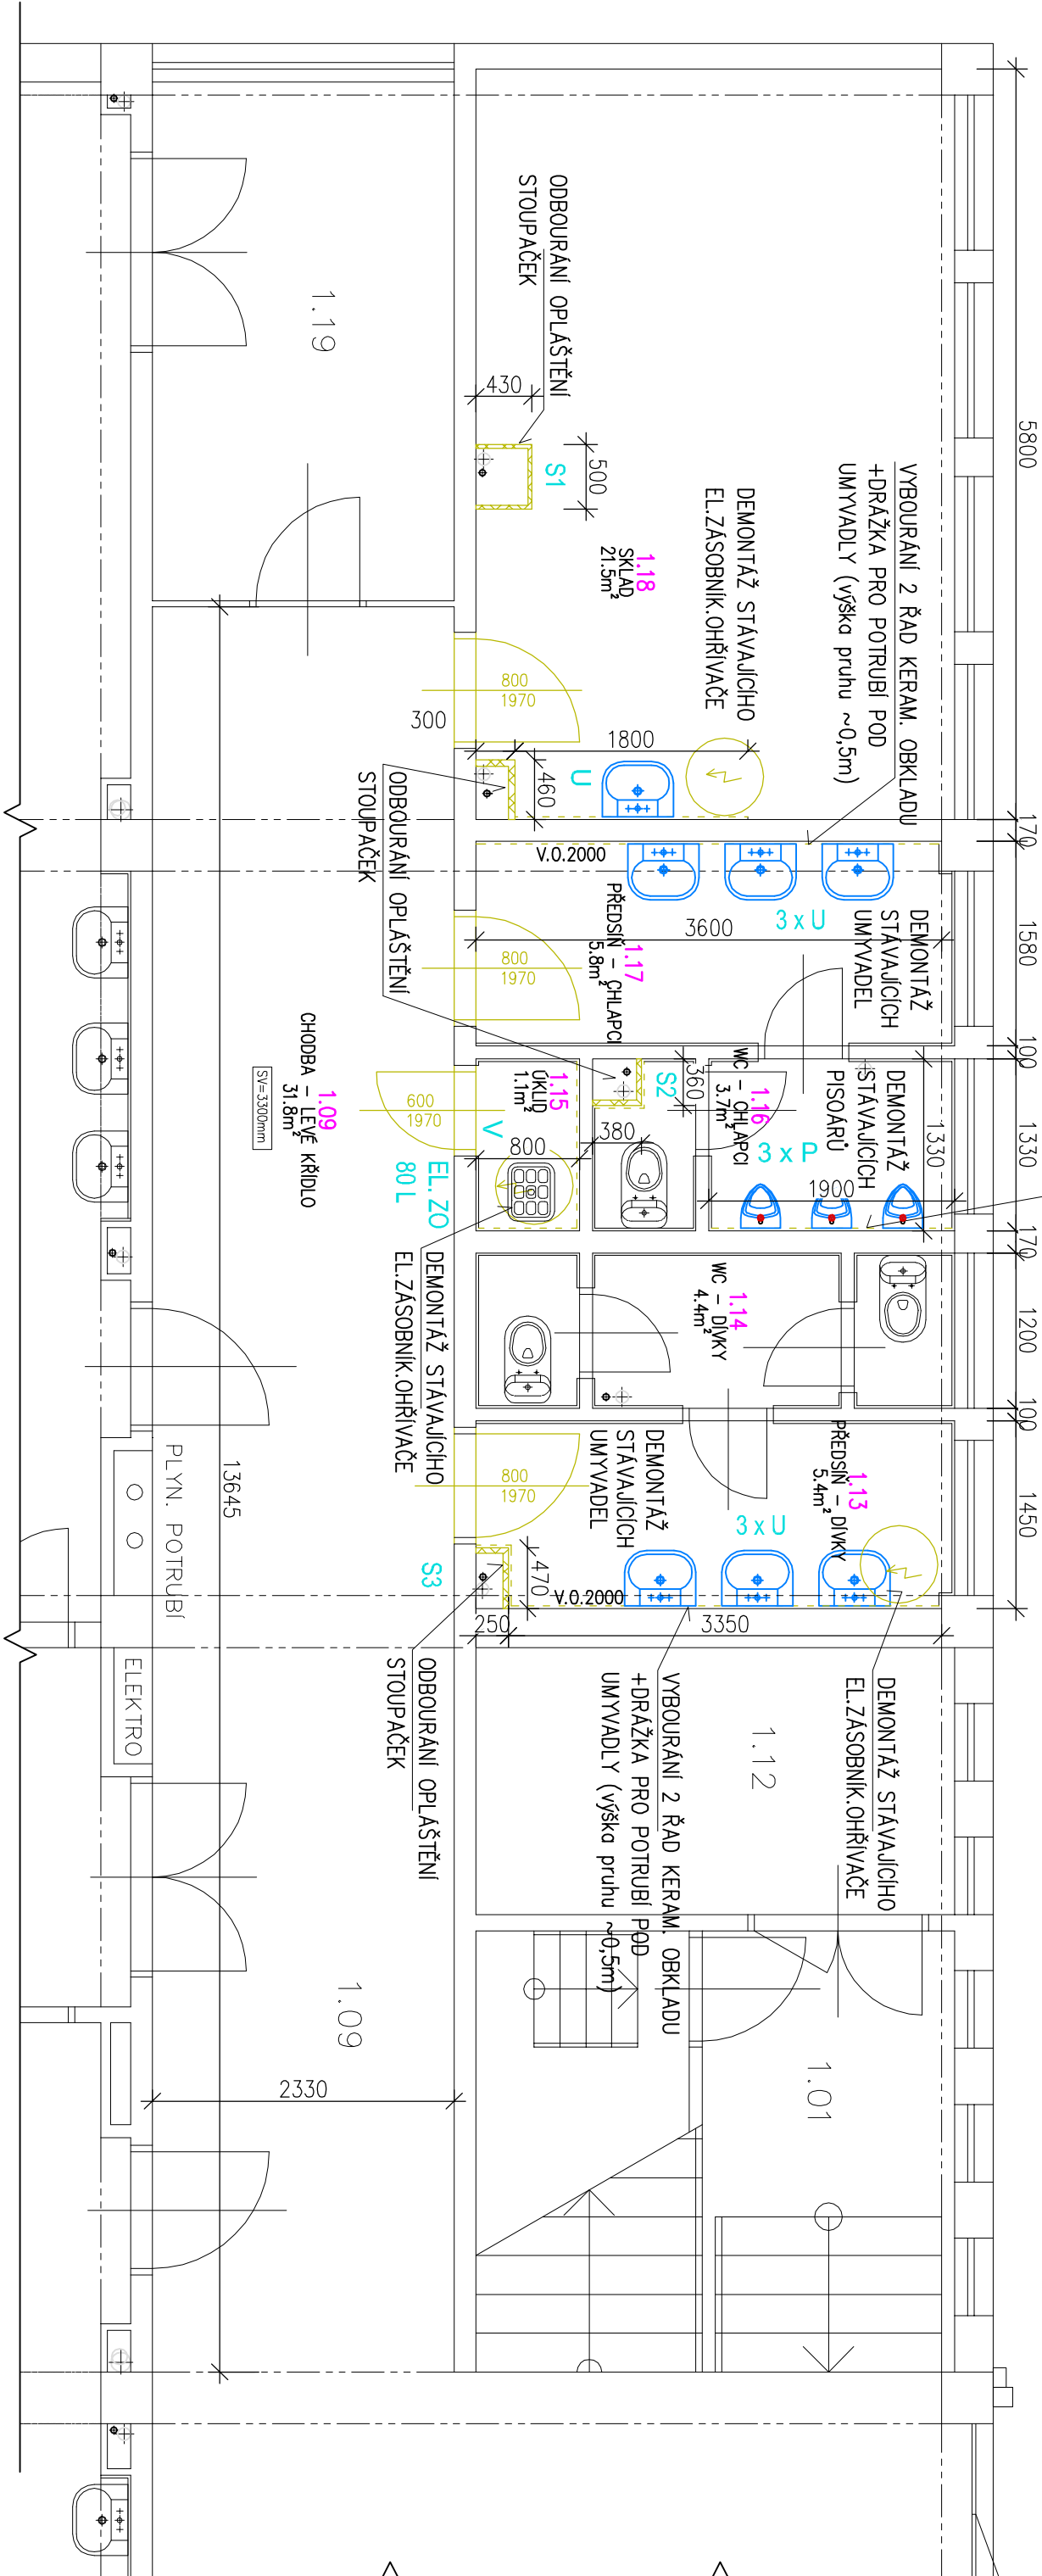 5800
170
1580
100
1330
170
1200
100
1450
ODBOURÁNÍ OPLÁŠTĚNÍ
STOUPAČEK
1.19
430
500
S1
VYBOURÁNÍ 2 ŘAD KERAM. OBKLADU
+DRÁŽKA PRO POTRUBÍ POD
UMYVADLY (výška pruhu ~0,5m)
DEMONTÁŽ STÁVAJÍCÍHO
EL.ZÁSOBNÍK.OHŘÍVAČE
1.18
SKLAD
21.5m²
800
1970
300
1800
460
U
ODBOURÁNÍ OPLÁŠTĚNÍ
STOUPAČEK
V.O.2000
3 x U
DEMONTÁŽ
STÁVAJÍCÍCH
UMYVADEL
3600
1.17
PŘEDSÍŇ - CHLAPCI
5.8m²
800
1970
1.09
CHODBA - LEVÉ KŘÍDLO
31.8m²
SV=3300mm
1.16
WC - CHLAPCI
3.7m²
DEMONTÁŽ
STÁVAJÍCÍCH
PISOÁRŮ
1330
3 x P
1900
S2
360
380
1.15
ÚKLID
1.1m²
600
1970
V
800
EL. ZO
80 L
DEMONTÁŽ STÁVAJÍCÍHO
EL.ZÁSOBNÍK.OHŘÍVAČE
1.14
WC - DÍVKY
4.4m²
1.13
PŘEDSÍŇ - DÍVKY
5.4m²
DEMONTÁŽ
STÁVAJÍCÍCH
UMYVADEL
3 x U
800
1970
S3
470
V.O.2000
250
3350
13645
PLYN. POTRUBÍ
ELEKTRO
ODBOURÁNÍ OPLÁŠTĚNÍ
STOUPAČEK
DEMONTÁŽ STÁVAJÍCÍHO
EL.ZÁSOBNÍK.OHŘÍVAČE
VYBOURÁNÍ 2 ŘAD KERAM. OBKLADU
+DRÁŽKA PRO POTRUBÍ POD
UMYVADLY (výška pruhu ~0,5m)
1.12
1.09
1.01
2330